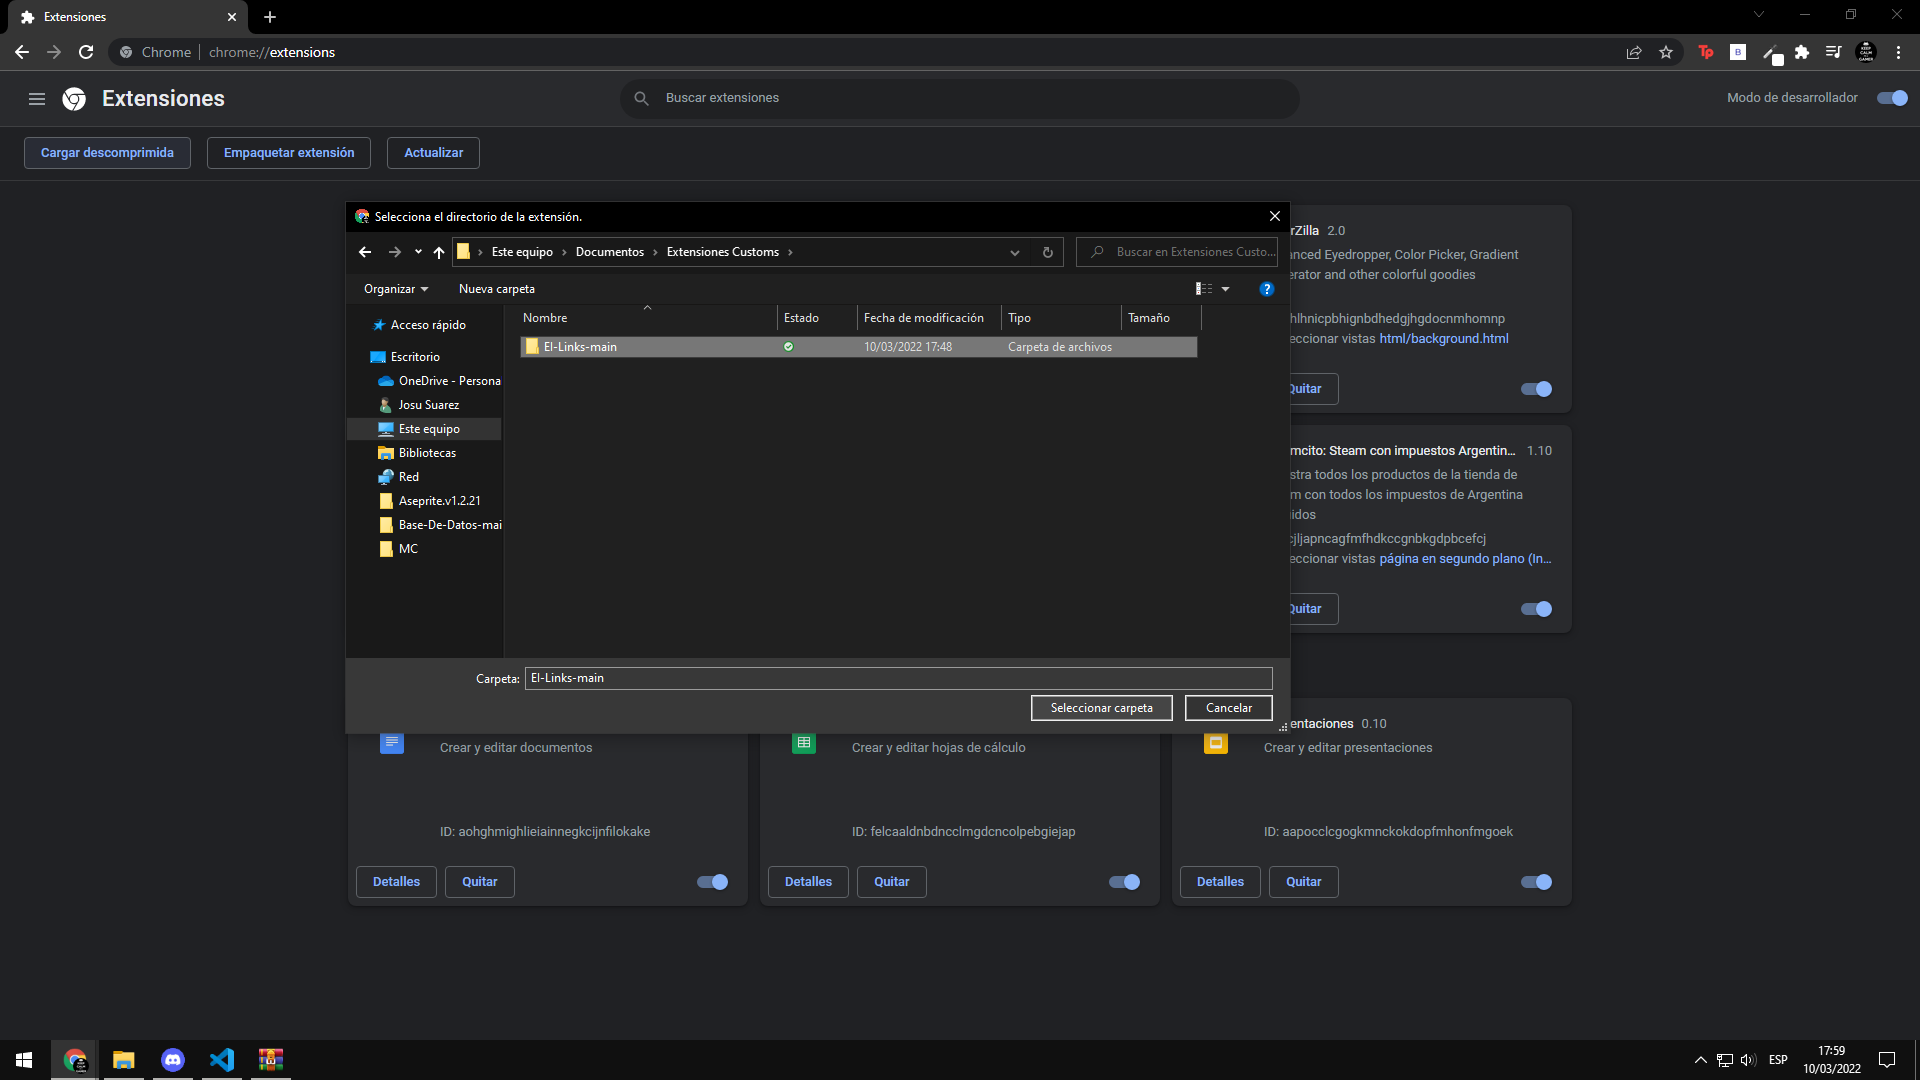 Extensiones
Chrome
chrome://extensions
Tp
B
Extensiones
Buscar extensiones
Modo de desarrollador
Cargar descomprimida
Empaquetar extensión
Actualizar
Selecciona el directorio de la extensión.
Este equipo
Documentos
Extensiones Customs
Buscar en Extensiones Custo...
Organizar
Nueva carpeta
?
Nombre
Estado
Fecha de modificación
Tipo
Tamaño
El-Links-main
10/03/2022 17:48
Carpeta de archivos
Acceso rápido
Escritorio
OneDrive - Persona
Josu Suarez
Este equipo
Bibliotecas
Red
Aseprite.v1.2.21
Base-De-Datos-mai
MC
Carpeta:
El-Links-main
Seleccionar carpeta
Cancelar
rZilla 2.0
anced Eyedropper, Color Picker, Gradient
erator and other colorful goodies
hlhnicpbhignbdhedgjhgdocnmhomnp
eccionar vistas html/background.html
Quitar
mcito: Steam con impuestos Argentin... 1.10
stra todos los productos de la tienda de
m con todos los impuestos de Argentina
idos
cjljapncagfmfhdkccgnbkgdpbcefcj
eccionar vistas página en segundo plano (In...
Quitar
Crear y editar documentos
ID: aohghmighlieiainnegkcijnfilokake
Detalles
Quitar
Crear y editar hojas de cálculo
ID: felcaaldnbdncclmgdcncolpebgiejap
Detalles
Quitar
entaciones 0.10
Crear y editar presentaciones
ID: aapocclcgogkmnckokdopfmhonfmgoek
Detalles
Quitar
ESP
17:59
10/03/2022